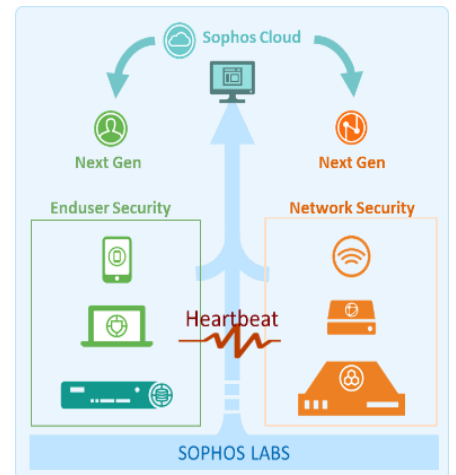 Sophos Cloud
Next Gen
Next Gen
Enduser Security
Network Security
Heartbeat
SOPHOS LABS